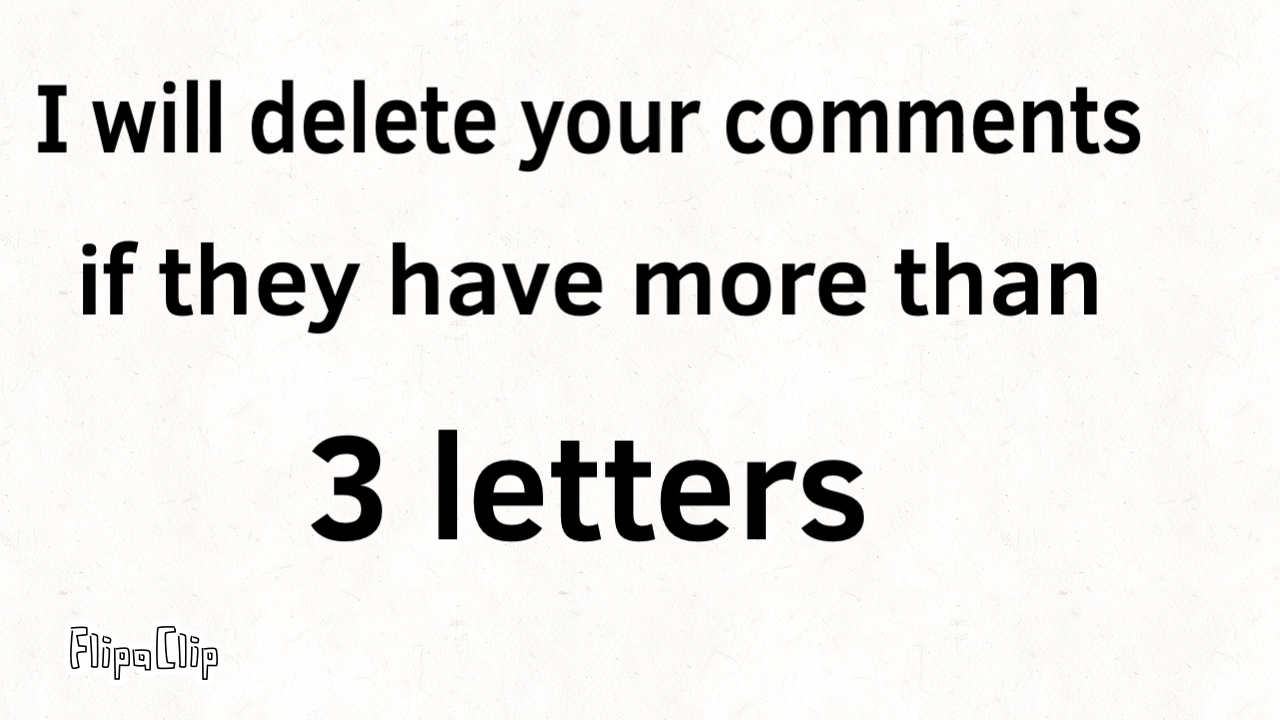 I will delete your comments
if they have more than
3 letters
FlipaClip